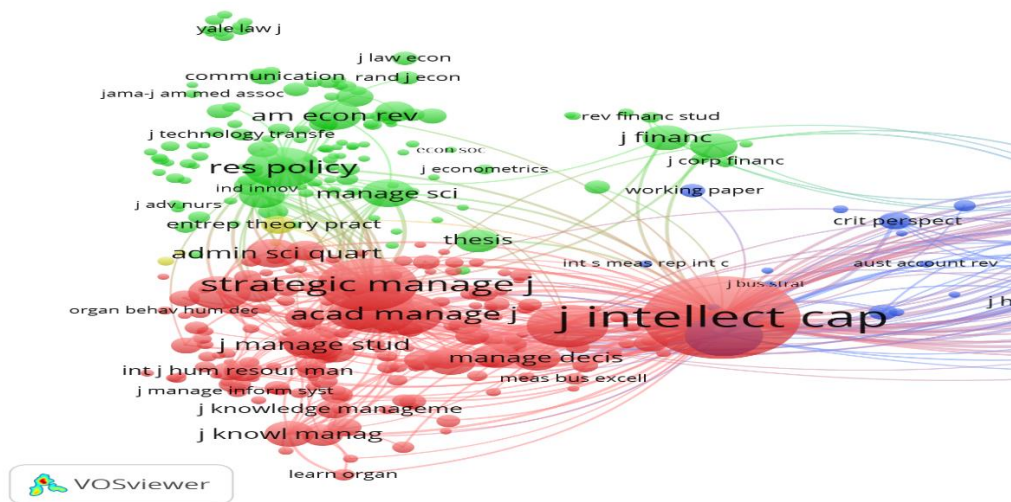 yale law j
j law econ
communication
rand j econ
jama-j am med assoc
am econ rev
rev financ stud
j technology transfe
j financ
econ soc
res policy
j econometrics
j corp financ
ind innov
manage sci
working paper
j adv nurs
entrep theory pract
crit perspect
thesis
admin sci quart
int s meas rep int c
aust account rev
strategic manage j
j bus strat
organ behav hum dec
acad manage j
j intellect cap
j h
j manage stud
manage decis
int j hum resour man
meas bus excell
j manage inform syst
j knowledge manageme
j knowl manag
learn organ
VOSviewer